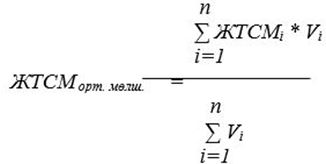 n
∑ ЖТСМi * Vi
i=1
ЖТСМорт. мөлш. =
n
∑ Vi
i=1